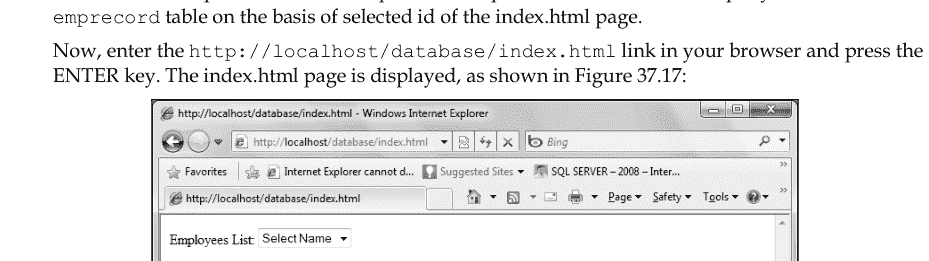 emprecord table on the basis of selected id of the index.html page.
Now, enter the http://localhost/database/index.html link in your browser and press the
ENTER key. The index.html page is displayed, as shown in Figure 37.17:
http://localhost/database/index.html - Windows Internet Explorer
http://localhost/database/index.html Bing
Favorites Internet Explorer cannot d... Suggested Sites SQL SERVER – 2008 – Inter...
http://localhost/database/index.html Page Safety Tools
Employees List: Select Name